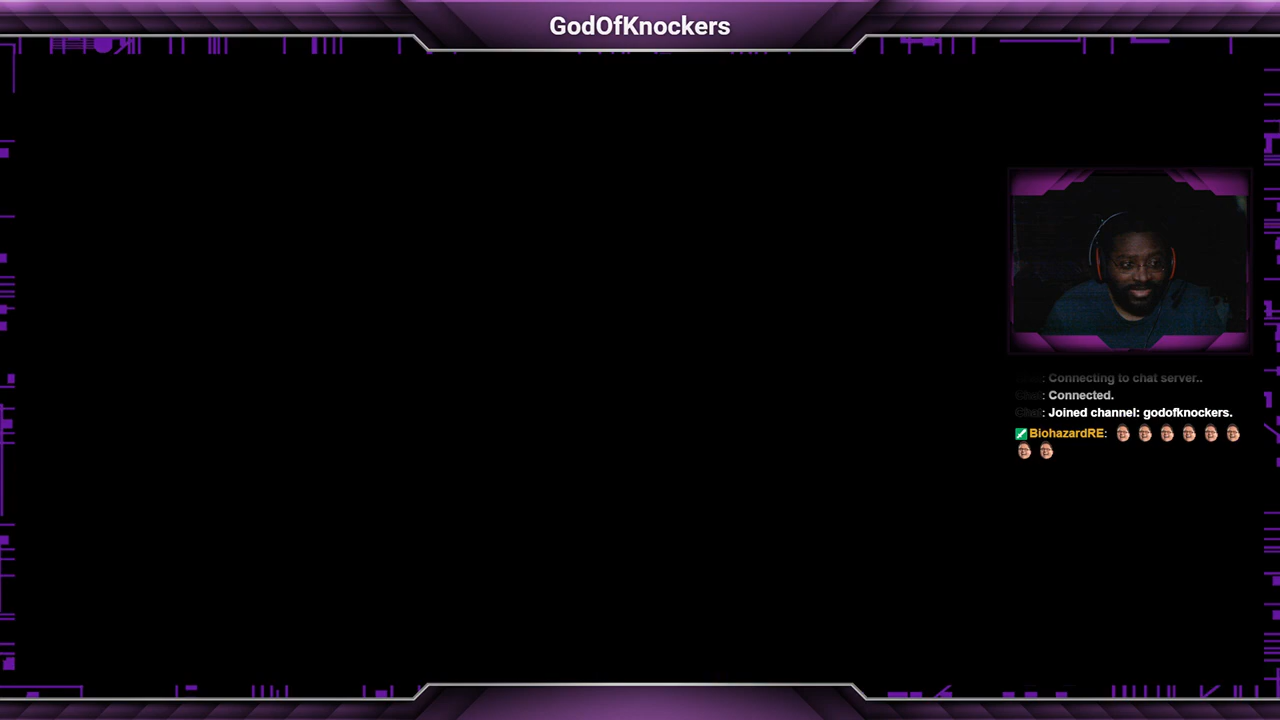 GodOfKnockers
: Connecting to chat server..
: Connected.
: Joined channel: godofknockers.
BiohazardRE: